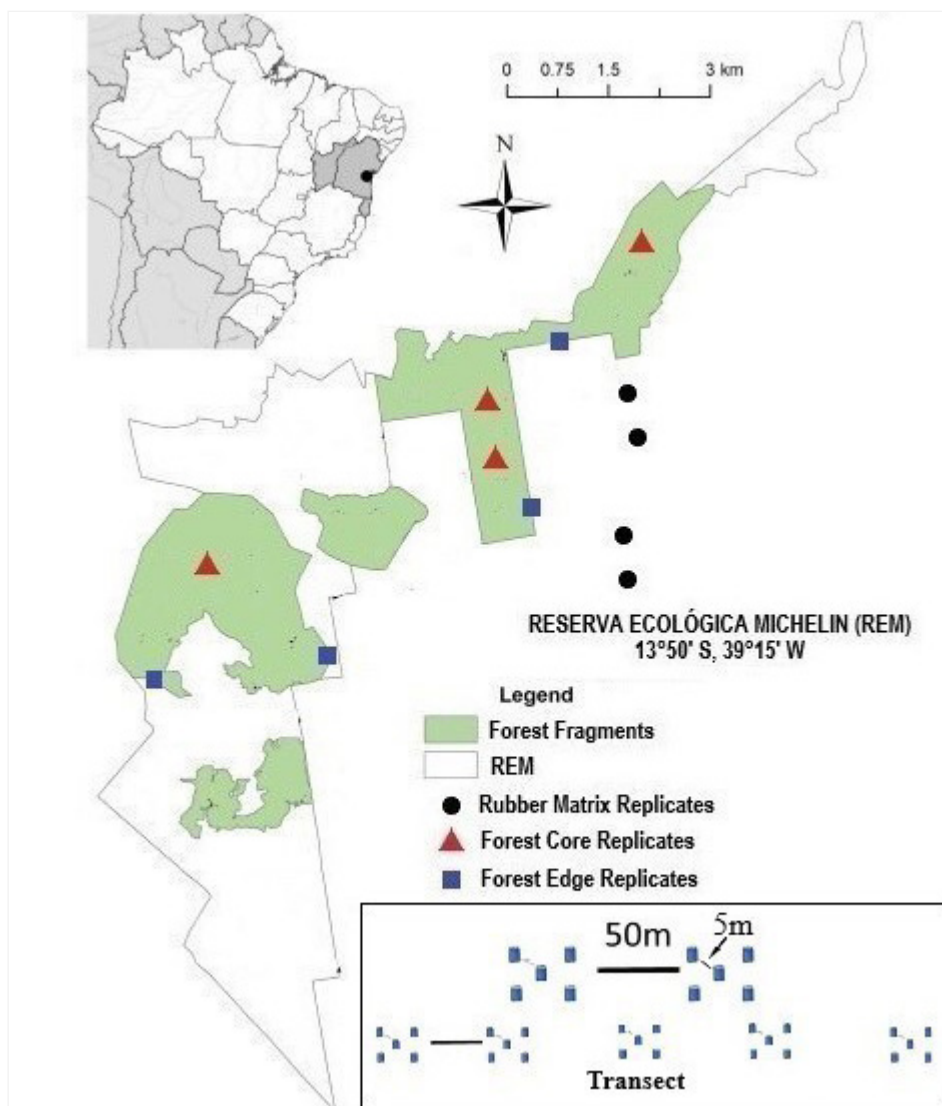 0 0.75 1.5 3 km
N
RESERVA ECOLÓGICA MICHELIN (REM)
13°50' S, 39°15' W
Legend
Forest Fragments
REM
Rubber Matrix Replicates
Forest Core Replicates
Forest Edge Replicates
50m
5m
Transect